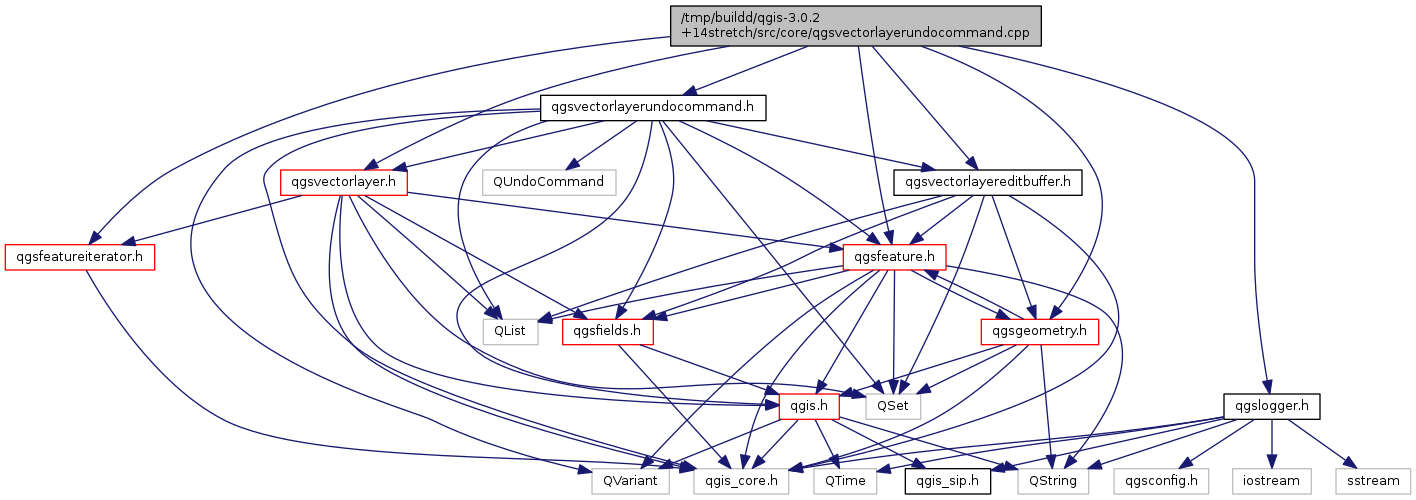 /tmp/buildd/qgis-3.0.2
+14stretch/src/core/qgsvectorlayerundocommand.cpp
qgsvectorlayerundocommand.h
qgsvectorlayer.h
QUndoCommand
qgsvectorlayereditbuffer.h
qgsfeatureiterator.h
qgsfeature.h
QList
qgsfields.h
qgsgeometry.h
qgis.h
QSet
qgslogger.h
QVariant
qgis_core.h
QTime
qgis_sip.h
QString
qgsconfig.h
iostream
sstream